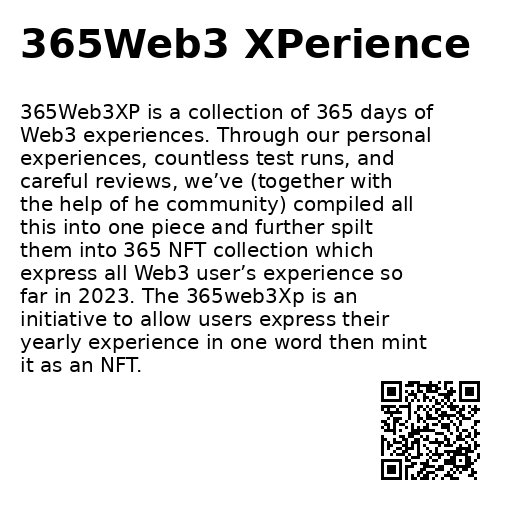 365Web3 XPerience
365Web3XP is a collection of 365 days of
Web3 experiences. Through our personal
experiences, countless test runs, and
careful reviews, we’ve (together with
the help of he community) compiled all
this into one piece and further spilt
them into 365 NFT collection which
express all Web3 user’s experience so
far in 2023. The 365web3Xp is an
initiative to allow users express their
yearly experience in one word then mint
it as an NFT.